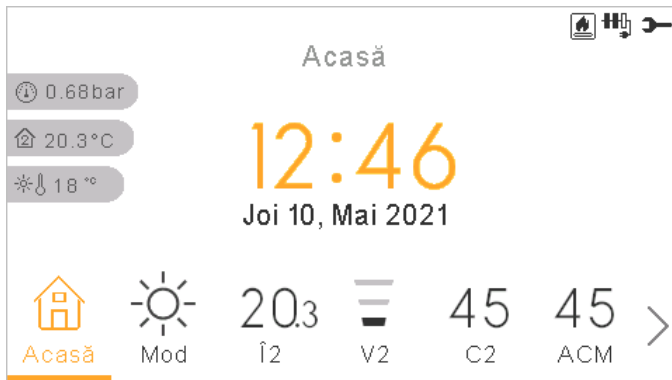 Acasă
0.68bar
2 20.3°C
18 °C
12:46
Joi 10, Mai 2021
20.3 45 45
Acasă Mod Î2 V2 C2 ACM